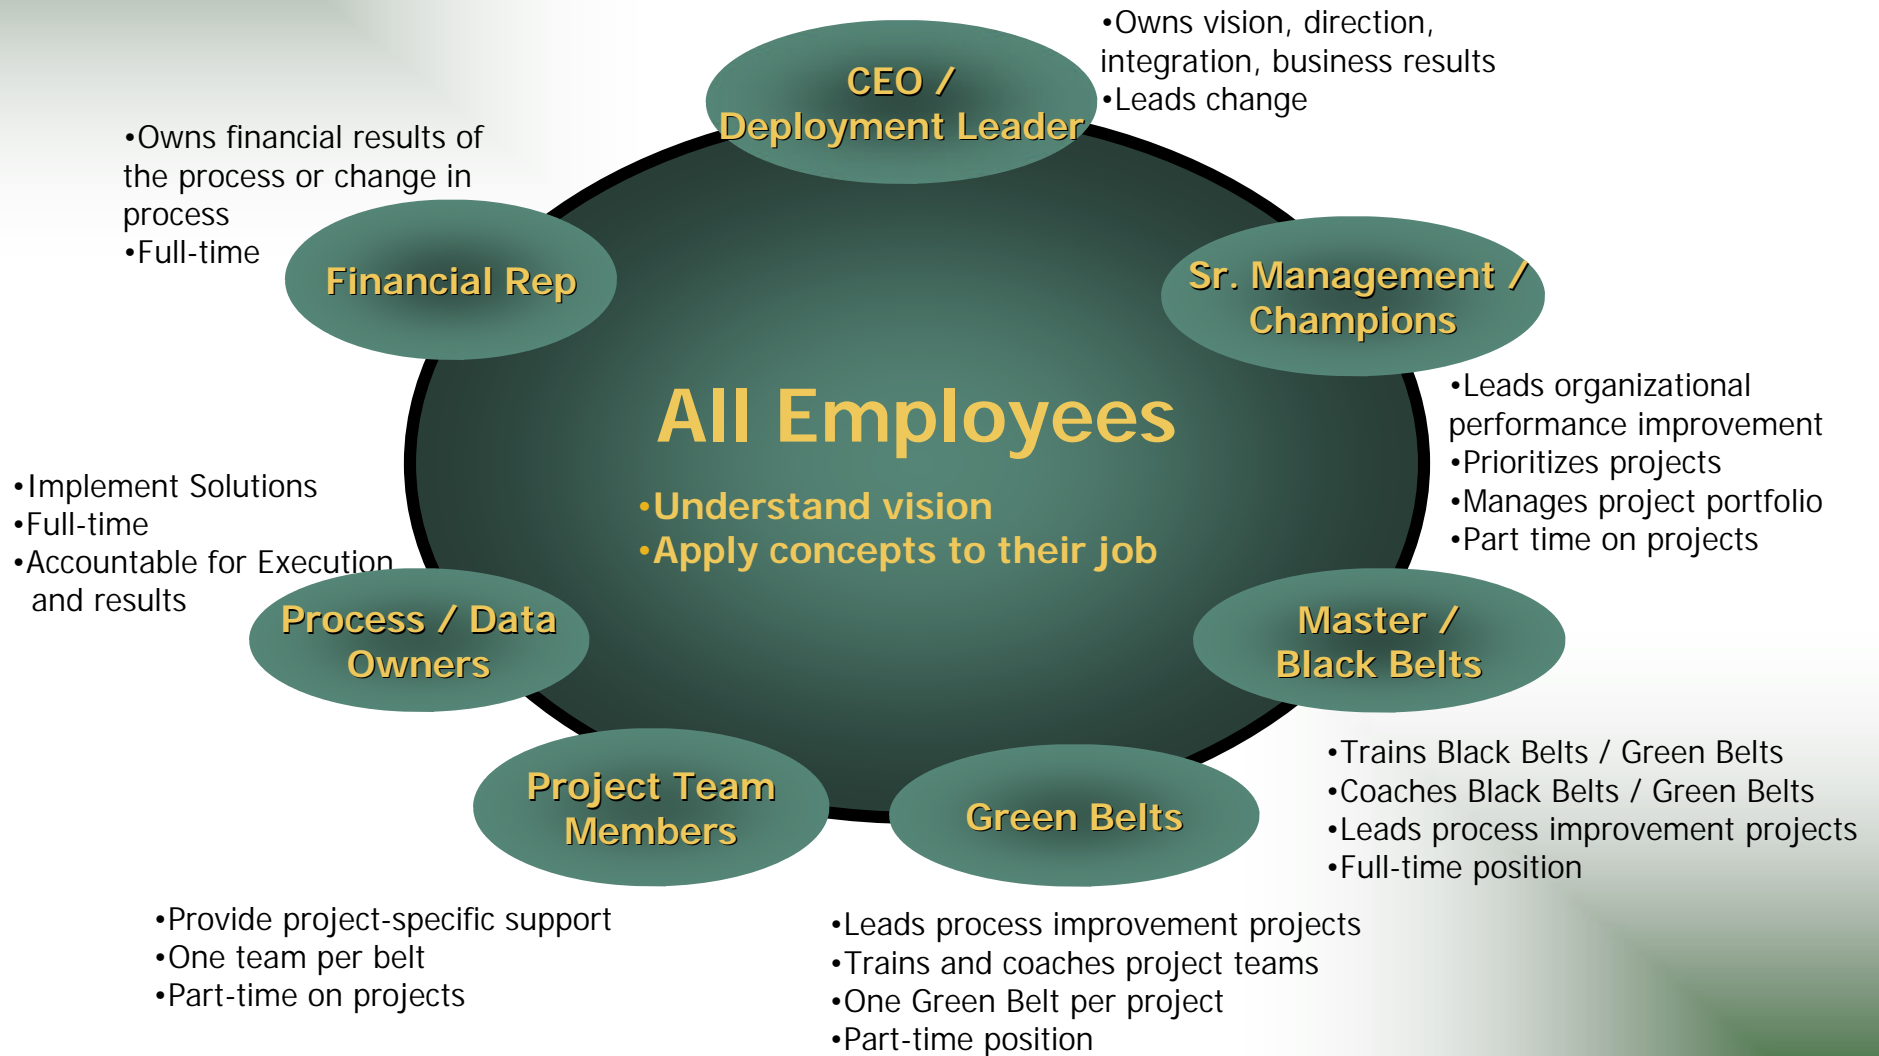 CEO /
Deployment Leader
•Owns vision, direction,
integration, business results
•Leads change
•Owns financial results of
the process or change in
process
•Full-time
Financial Rep
Sr. Management /
Champions
•Leads organizational
performance improvement
•Prioritizes projects
•Manages project portfolio
•Part time on projects
All Employees
•Understand vision
•Apply concepts to their job
•Implement Solutions
•Full-time
•Accountable for Execution
and results
Process / Data
Owners
Master /
Black Belts
•Trains Black Belts / Green Belts
•Coaches Black Belts / Green Belts
•Leads process improvement projects
•Full-time position
Project Team
Members
•Provide project-specific support
•One team per belt
•Part-time on projects
Green Belts
•Leads process improvement projects
•Trains and coaches project teams
•One Green Belt per project
•Part-time position